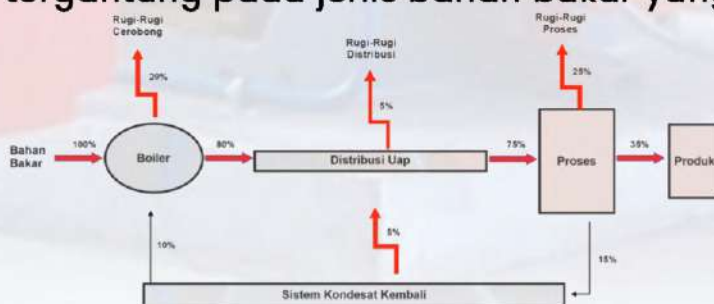 tergantung pada jenis bahan bakar yang
Rugi-Rugi
Cerobong
Rugi-Rugi
Distribusi
Rugi-Rugi
Proses
20%
5%
25%
Bahan
Bakar
100%
Boiler
80%
Distribusi Uap
75%
Proses
35%
Produk
10%
5%
15%
Sistem Kondesat Kembali